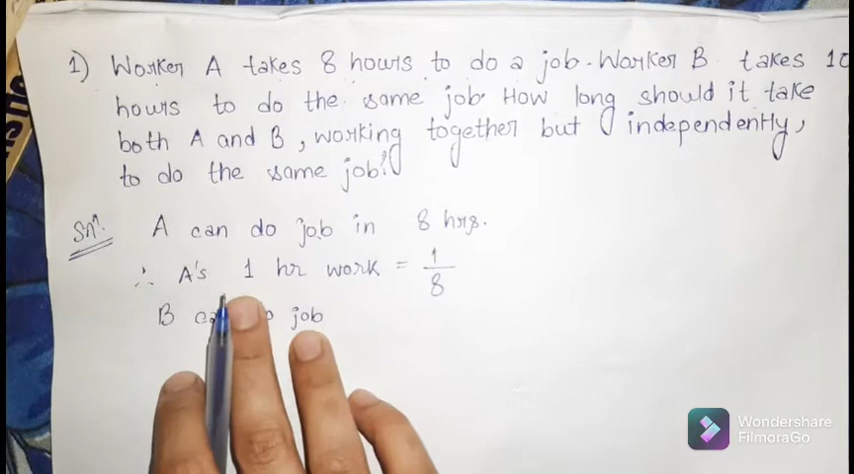 1) Worker A takes 8 hours to do a job. Worker B takes 10
hours to do the same job. How long should it take
both A and B, working together but independently,
to do the same job?
Sn. A can do job in 8 hrs.
∴ A's 1 hr work = 1/8
B job
Wondershare
FilmoraGo